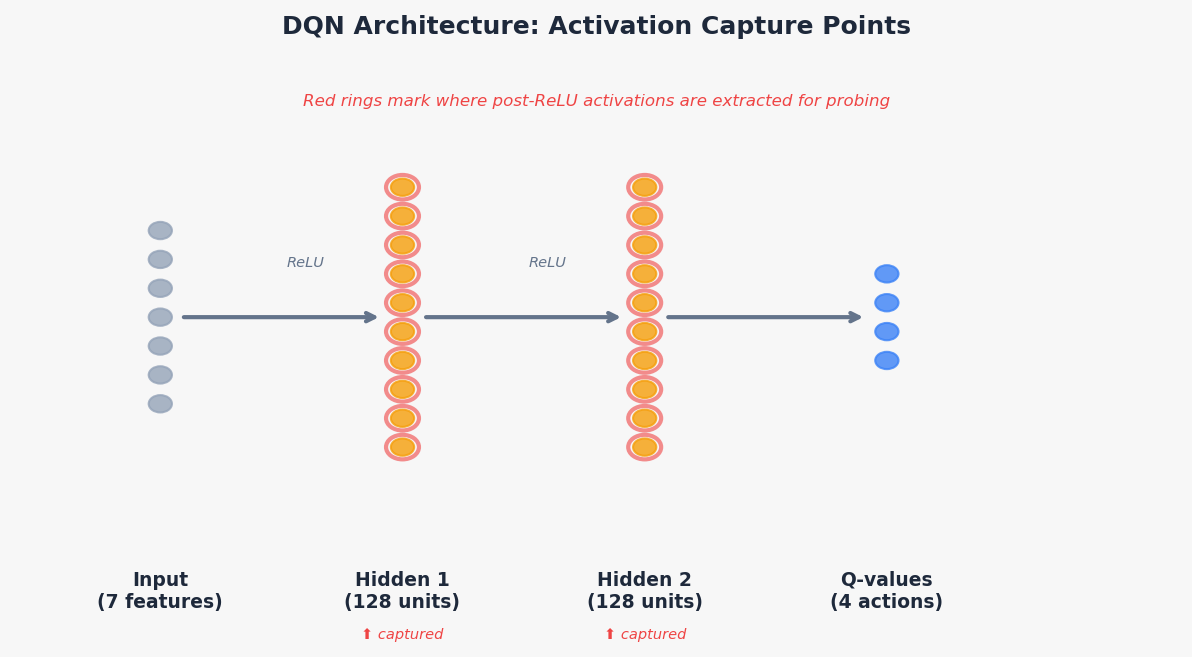 DQN Architecture: Activation Capture Points
Red rings mark where post-ReLU activations are extracted for probing
ReLU
ReLU
Input
(7 features)
Hidden 1
(128 units)
⬆ captured
Hidden 2
(128 units)
⬆ captured
Q-values
(4 actions)